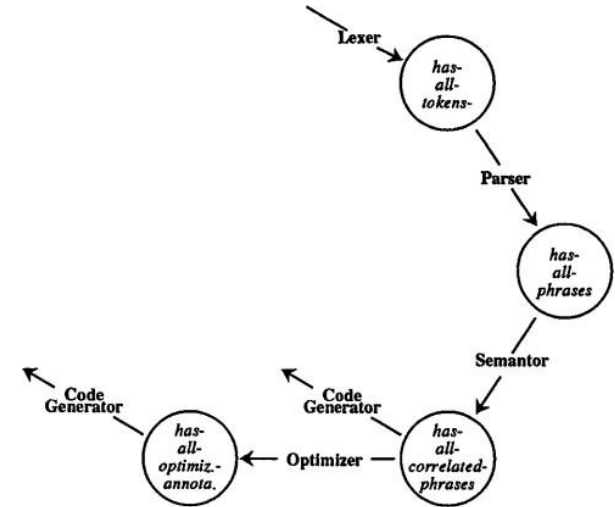 Lexer
has-
all-
tokens-
Parser
has-
all-
phrases
Semantor
Code
Generator
Code
Generator
has-
all-
optimiz.-
annota.
Optimizer
has-
all-
correlated-
phrases